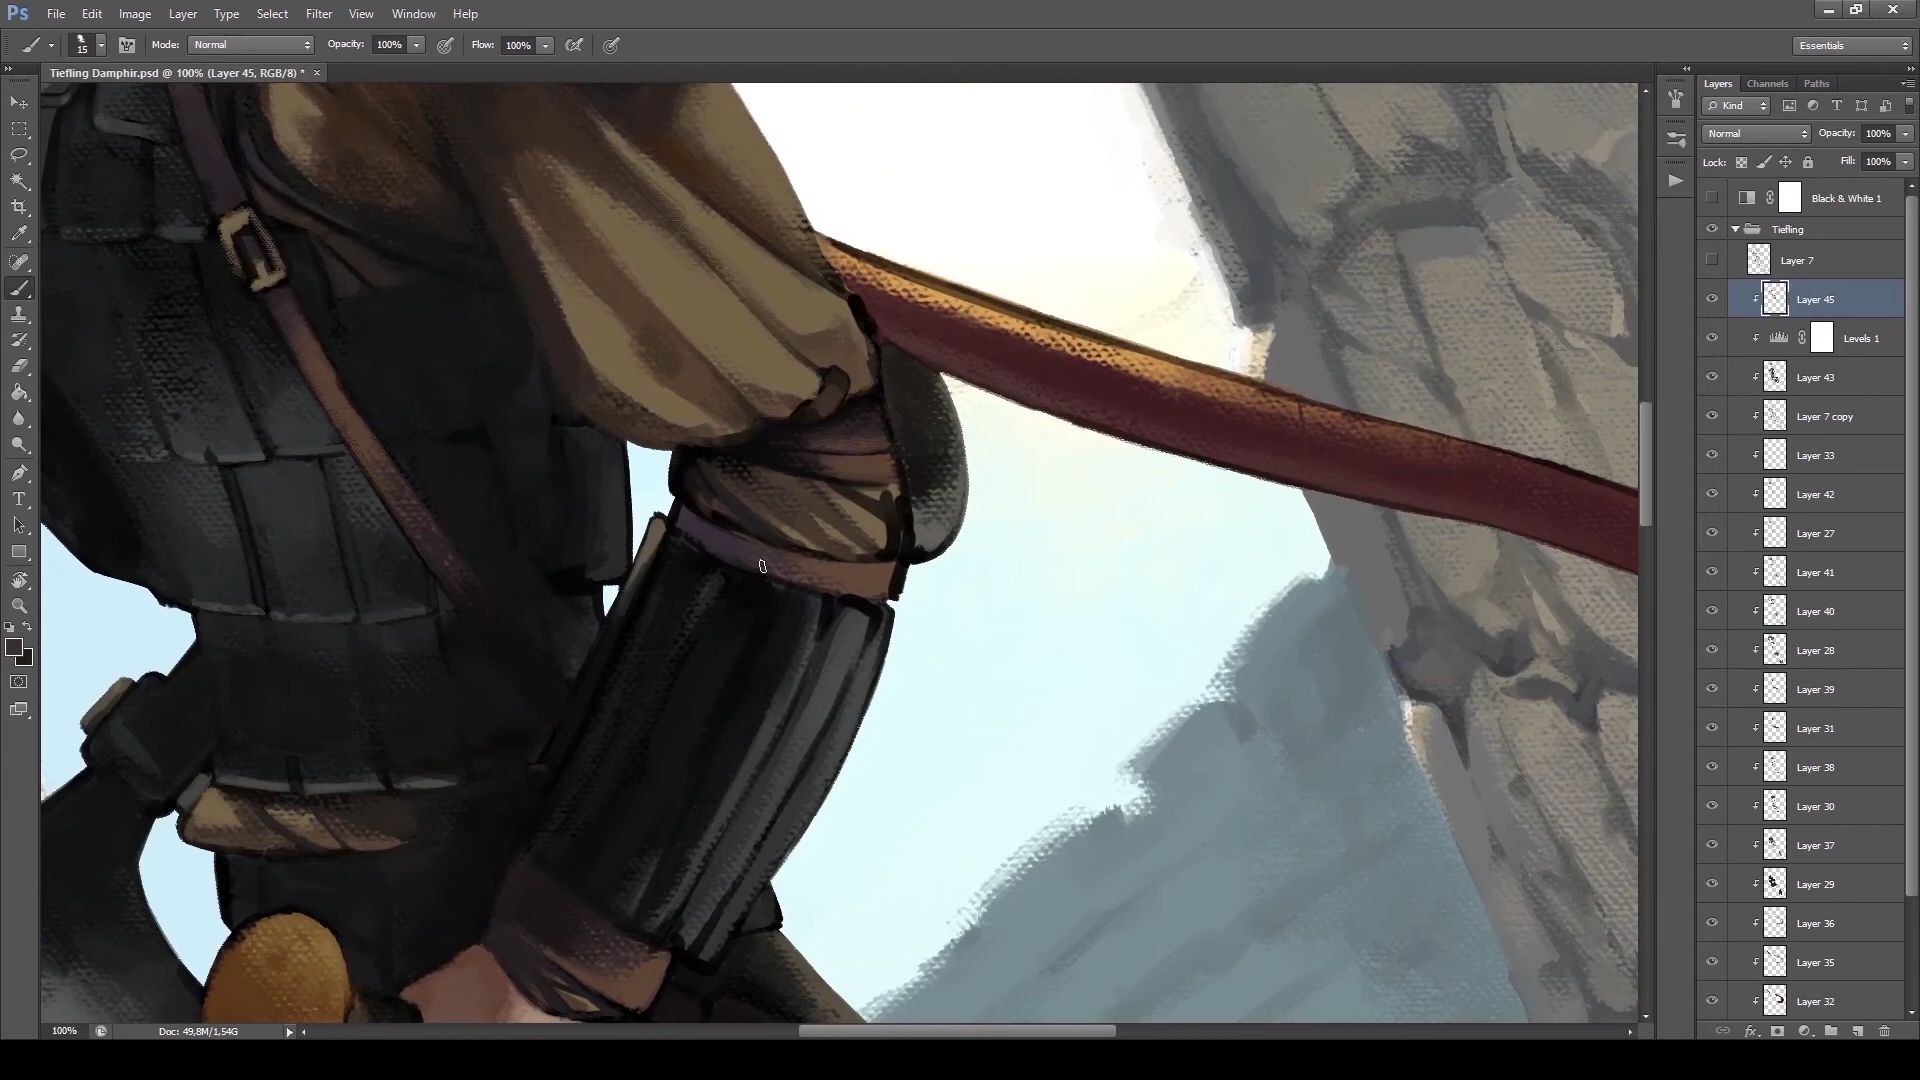 Ps File Edit Image Layer Type Select Filter Analysis View Window Help
15 Mode: Normal Opacity: 100% Flow: 100% Essentials
Tiefling Damphir.psd @ 100% (Layer 45, RGB/8) * ×
Layers Channels Paths
Kind
Normal Opacity: 100%
Lock: Fill: 100%
Black & White 1
Tiefling
Layer 7
Layer 45
Levels 1
Layer 43
Layer 7 copy
Layer 33
Layer 42
Layer 27
Layer 41
Layer 40
Layer 28
Layer 39
Layer 31
Layer 38
Layer 30
Layer 37
Layer 29
Layer 36
Layer 35
Layer 32
100% Doc: 49,8M/1,54G